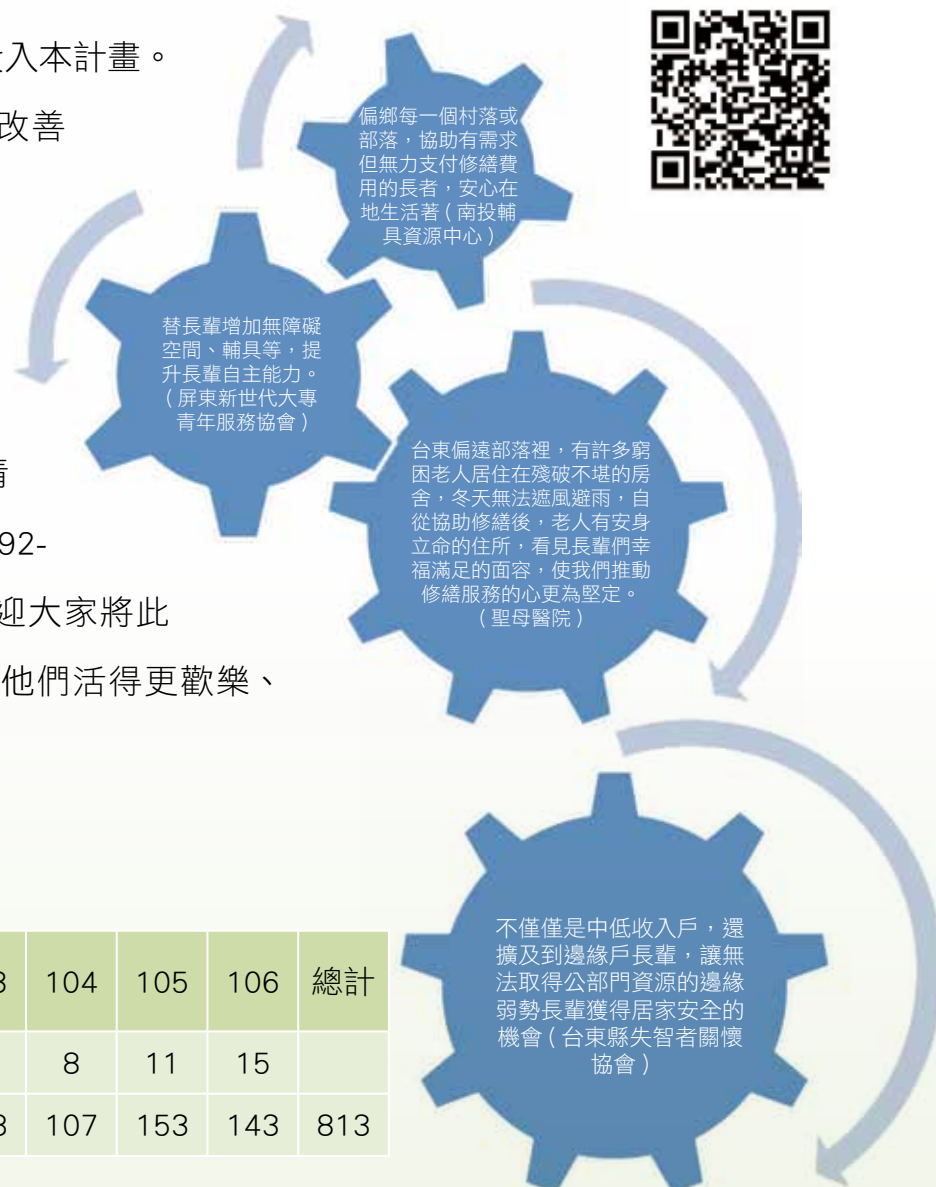 入本計畫。
改善
92-
迎大家將此
他們活得更歡樂、
偏鄉每一個村落或
部落，協助有需求
但無力支付修繕費
用的長者，安心在
地生活著(南投輔
具資源中心)
替長輩增加無障礙
空間、輔具等，提
升長輩自主能力。
(屏東新世代大專
青年服務協會)
台東偏遠部落裡，有許多窮
困老人居住在殘破不堪的房
舍，冬天無法遮風避雨，自
從協助修繕後，老人有安身
立命的住所，看見長輩們幸
福滿足的面容，使我們推動
修繕服務的心更為堅定。
(聖母醫院)
不僅僅是中低收入戶，還
擴及到邊緣戶長輩，讓無
法取得公部門資源的邊緣
弱勢長輩獲得居家安全的
機會(台東縣失智者關懷
協會)
104 105 106 總計
8 11 15
107 153 143 813